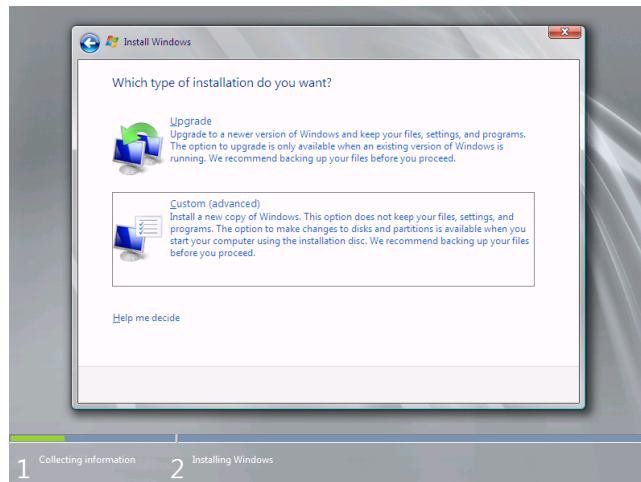 Install Windows
Which type of installation do you want?
Upgrade
Upgrade to a newer version of Windows and keep your files, settings, and programs.
The option to upgrade is only available when an existing version of Windows is
running. We recommend backing up your files before you proceed.
Custom (advanced)
Install a new copy of Windows. This option does not keep your files, settings, and
programs. The option to make changes to disks and partitions is available when you
start your computer using the installation disc. We recommend backing up your files
before you proceed.
Help me decide
1 Collecting information 2 Installing Windows